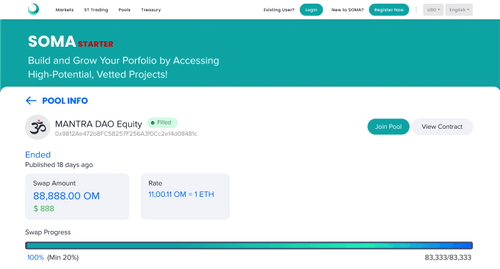 Markets ST Trading Pools Treasury Existing User? Login New to SOMA? Register Now USD English
SOMA STARTER
Build and Grow Your Porfolio by Accessing
High-Potential, Vetted Projects!
POOL INFO
MANTRA DAO Equity Filled
0x9812Ae472b8FC58257F256A3f0Cc2e14d08481c
Join Pool View Contract
Ended
Published 18 days ago
Swap Amount
88,888.00 OM
$ 888
Rate
11,00.11 OM = 1 ETH
Swap Progress
100% (Min 20%) 83,333/83,333